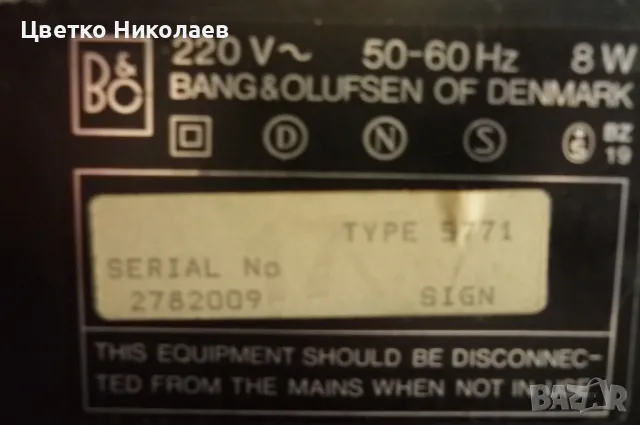 Цветко Николаев
220 V~ 50-60 Hz 8 W
B&O
BANG & OLUFSEN OF DENMARK
D N S S BZ
19
TYPE 5771
SERIAL No
2782009 SIGN
THIS EQUIPMENT SHOULD BE DISCONNEC-
TED FROM THE MAINS WHEN NOT IN
BAZAR